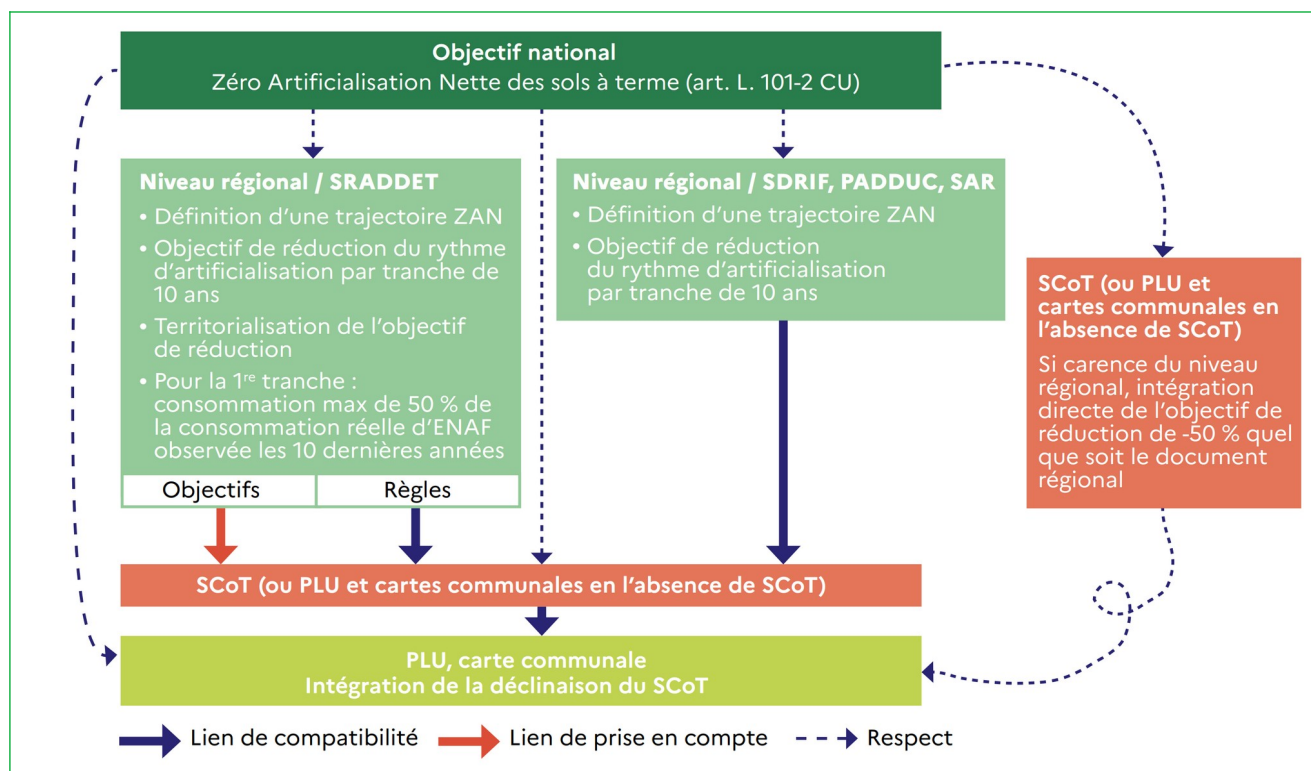 Objectif national
Zéro Artificialisation Nette des sols à terme (art. L. 101-2 CU)
Niveau régional / SRADDET
• Définition d’une trajectoire ZAN
• Objectif de réduction du rythme
d’artificialisation par tranche de
10 ans
• Territorialisation de l’objectif
de réduction
• Pour la 1re tranche :
consommation max de 50 % de
la consommation réelle d’ENAF
observée les 10 dernières années
Objectifs
Règles
Niveau régional / SDRIF, PADDUC, SAR
• Définition d’une trajectoire ZAN
• Objectif de réduction
du rythme d’artificialisation
par tranche de 10 ans
SCoT (ou PLU et
cartes communales en
l’absence de SCoT)
Si carence du niveau
régional, intégration
directe de l’objectif de
réduction de -50 % quel
que soit le document
régional
SCoT (ou PLU et cartes communales en l’absence de SCoT)
PLU, carte communale
Intégration de la déclinaison du SCoT
Lien de compatibilité
Lien de prise en compte
Respect